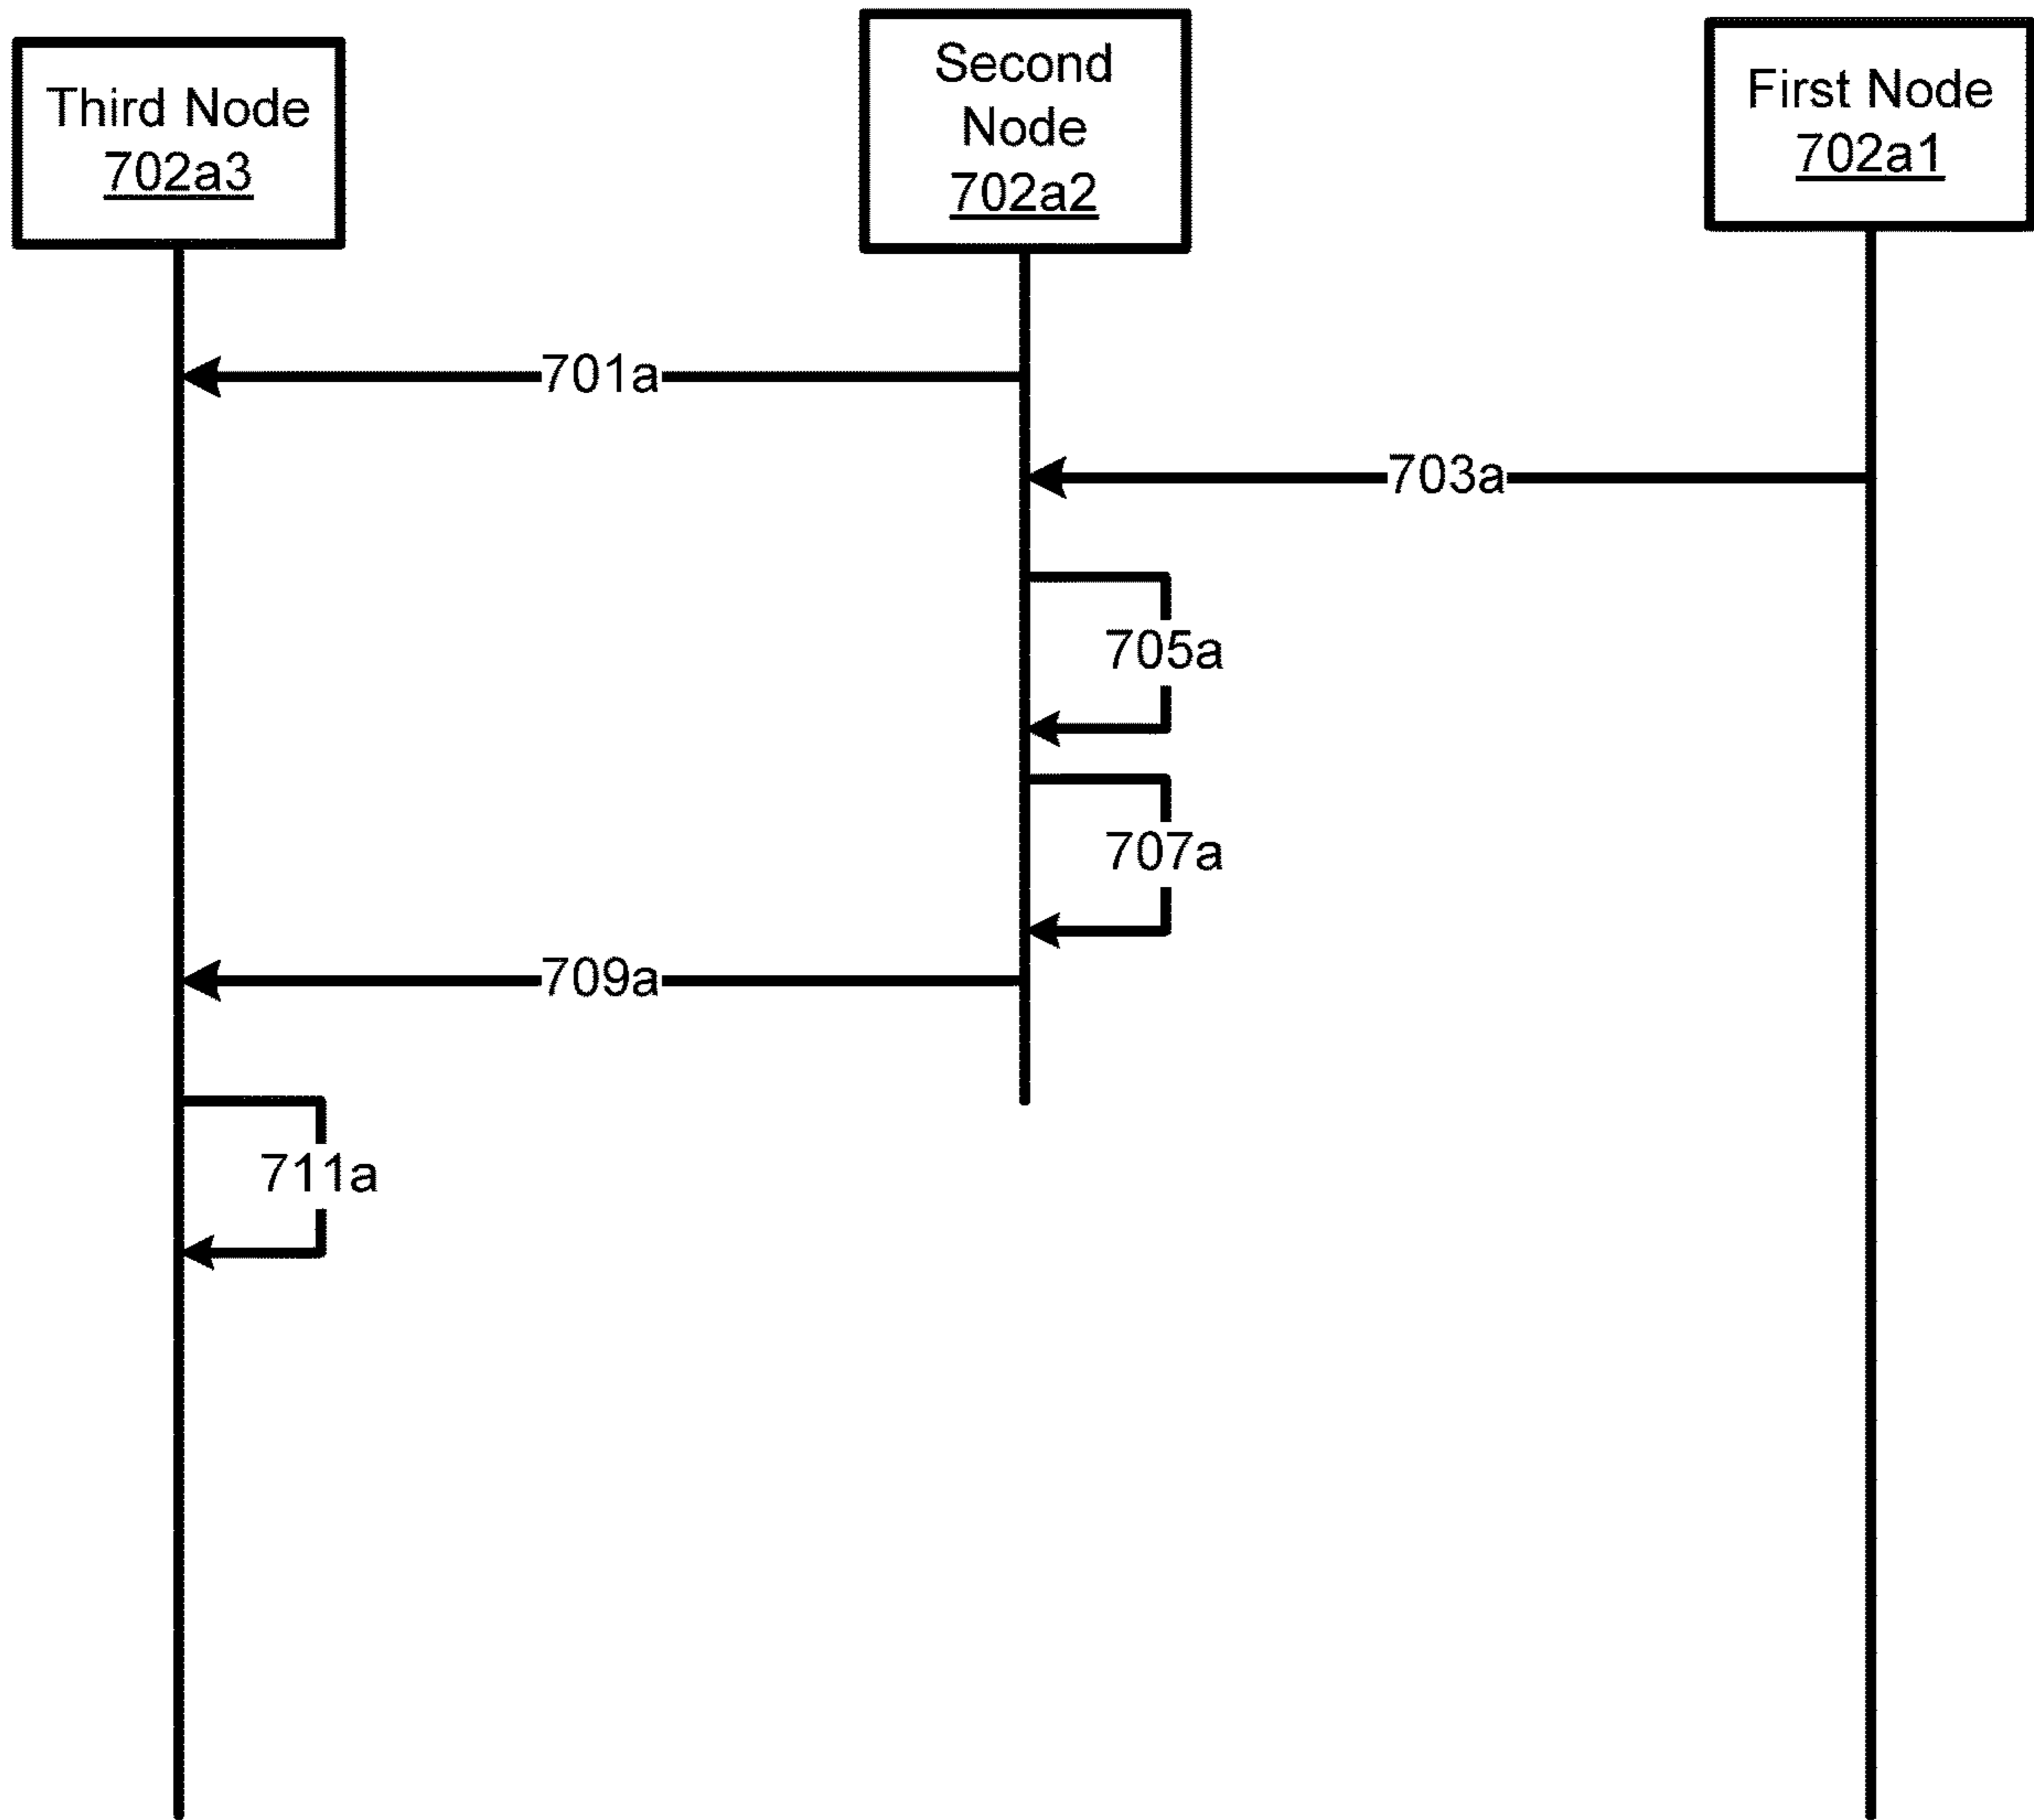 Third Node
702a3
Second
Node
702a2
First Node
702a1
701a
703a
705a
707a
709a
711a